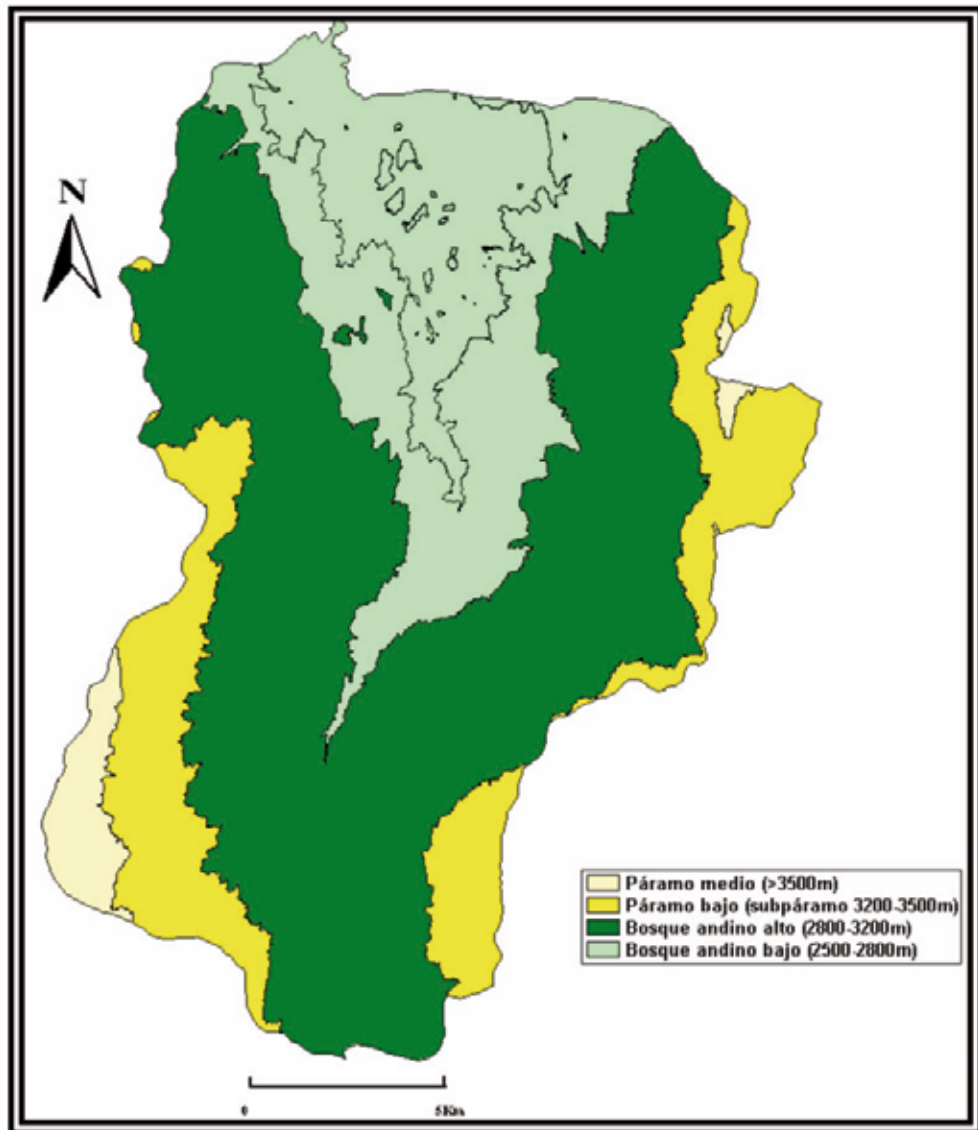 N
Páramo medio (>3500m)
Páramo bajo (subpáramo 3200-3500m)
Bosque andino alto (2800-3200m)
Bosque andino bajo (2500-2800m)
0 5Km